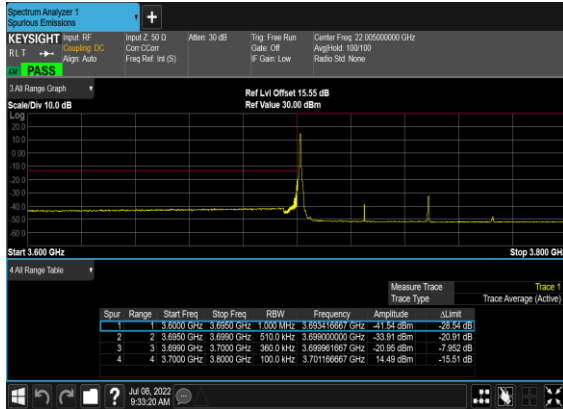 Spectrum Analyzer 1
Spurious Emissions
KEYSIGHT Input: RF Input Z: 50 Ω Atten: 30 dB Trig: Free Run Center Freq: 22.005000000 GHz
RLT Coupling: DC Corr CCorr Gate: Off Avg|Hold: 100/100
Align: Auto Freq Ref: Int (S) IF Gain: Low Radio Std: None
PASS
3 All Range Graph Ref Lvl Offset 15.55 dB
Scale/Div 10.0 dB Ref Value 30.00 dBm
Log
20.0
10.0
0.00
-10.0
-20.0
-30.0
-40.0
-50.0
-60.0
Start 3.600 GHz Stop 3.800 GH
4 All Range Table
Measure Trace Trace 1
Trace Type Trace Average (Active)
Spur Range Start Freq Stop Freq RBW Frequency Amplitude ΔLimit
1 1 3.6000 GHz 3.6950 GHz 1.000 MHz 3.693416667 GHz -41.54 dBm -28.54 dB
2 2 3.6950 GHz 3.6990 GHz 510.0 kHz 3.699000000 GHz -33.91 dBm -20.91 dB
3 3 3.6990 GHz 3.7000 GHz 360.0 kHz 3.699961667 GHz -20.95 dBm -7.952 dB
4 4 3.7000 GHz 3.8000 GHz 100.0 kHz 3.701166667 GHz 14.49 dBm -15.51 dB
? Jul 08, 2022
9:33:20 AM